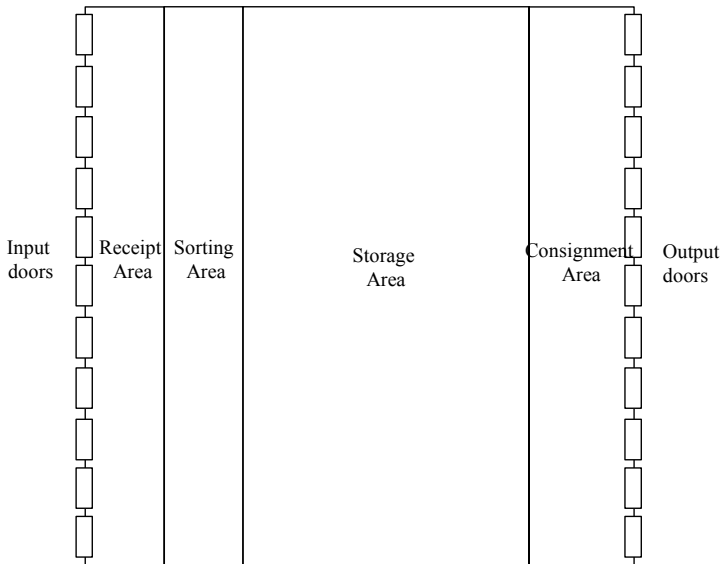 Input
doors
Receipt
Area
Sorting
Area
Storage
Area
Consignment
Area
Output
doors